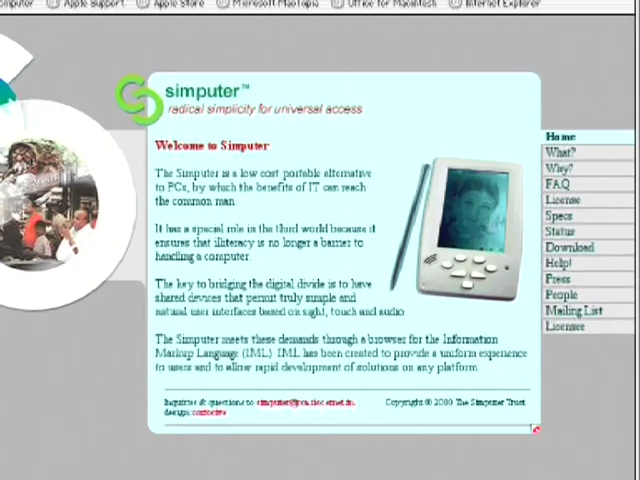 Apple Support
Apple Store
Microsoft MacTopia
Office for Macintosh
Internet Explorer
simputer™
radical simplicity for universal access
Welcome to Simputer
The Simputer is a low cost portable alternative
to PCs, by which the benefits of IT can reach
the common man
It has a special role in the third world because it
ensures that illiteracy is no longer a barrier to
handling a computer.
The key to bridging the digital divide is to have
shared devices that permit truly simple and
natural user interfaces based on sight, touch and audio
The Simputer meets these demands through a browser for the Information
Markup Language (IML) IML has been created to provide a uniform experience
to users and to allow rapid development of solutions on any platform
Inquiries & questions to
Copyright © 2000 The Simputer Trust
design
Home
What?
Why?
FAQ
License
Specs
Status
Download
Help!
Press
People
Mailing List
Licensee